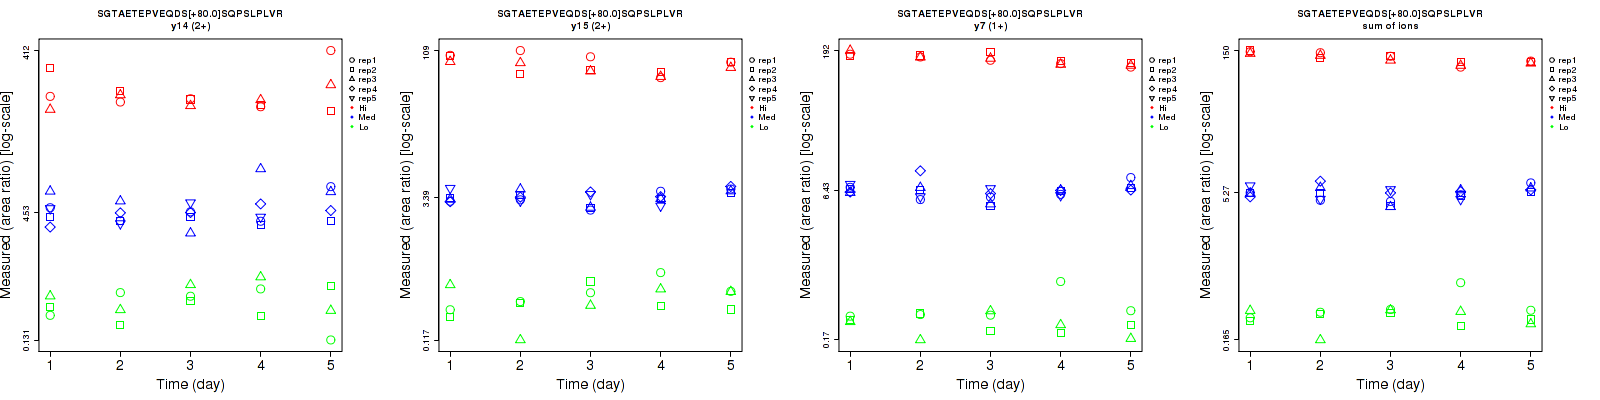 SGTAETEPVEQDS[+80.0]SQPSLPLVR
y14 (2+)
Measured (area ratio) [log-scale]
412
4.53
0.131
1 2 3 4 5
Time (day)
rep1
rep2
rep3
rep4
rep5
Hi
Med
Lo
SGTAETEPVEQDS[+80.0]SQPSLPLVR
y15 (2+)
Measured (area ratio) [log-scale]
109
3.39
0.117
1 2 3 4 5
Time (day)
rep1
rep2
rep3
rep4
rep5
Hi
Med
Lo
SGTAETEPVEQDS[+80.0]SQPSLPLVR
y7 (1+)
Measured (area ratio) [log-scale]
192
6.43
0.17
1 2 3 4 5
Time (day)
rep1
rep2
rep3
rep4
rep5
Hi
Med
Lo
SGTAETEPVEQDS[+80.0]SQPSLPLVR
sum of ions
Measured (area ratio) [log-scale]
150
5.27
0.165
1 2 3 4 5
Time (day)
rep1
rep2
rep3
rep4
rep5
Hi
Med
Lo